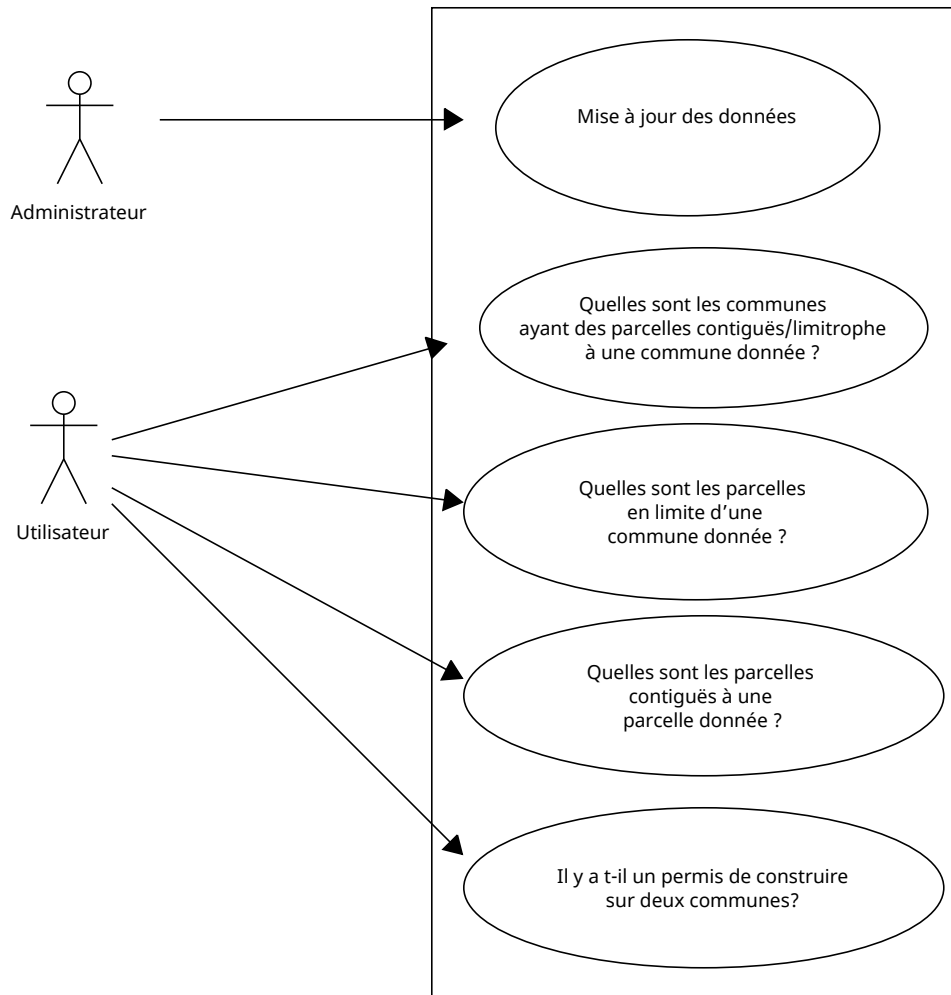 Mise à jour des données
Administrateur
Quelles sont les communes
ayant des parcelles contiguës/limitrophe
à une commune donnée ?
Quelles sont les parcelles
en limite d’une
commune donnée ?
Utilisateur
Quelles sont les parcelles
contiguës à une
parcelle donnée ?
Il y a t-il un permis de construire
sur deux communes?